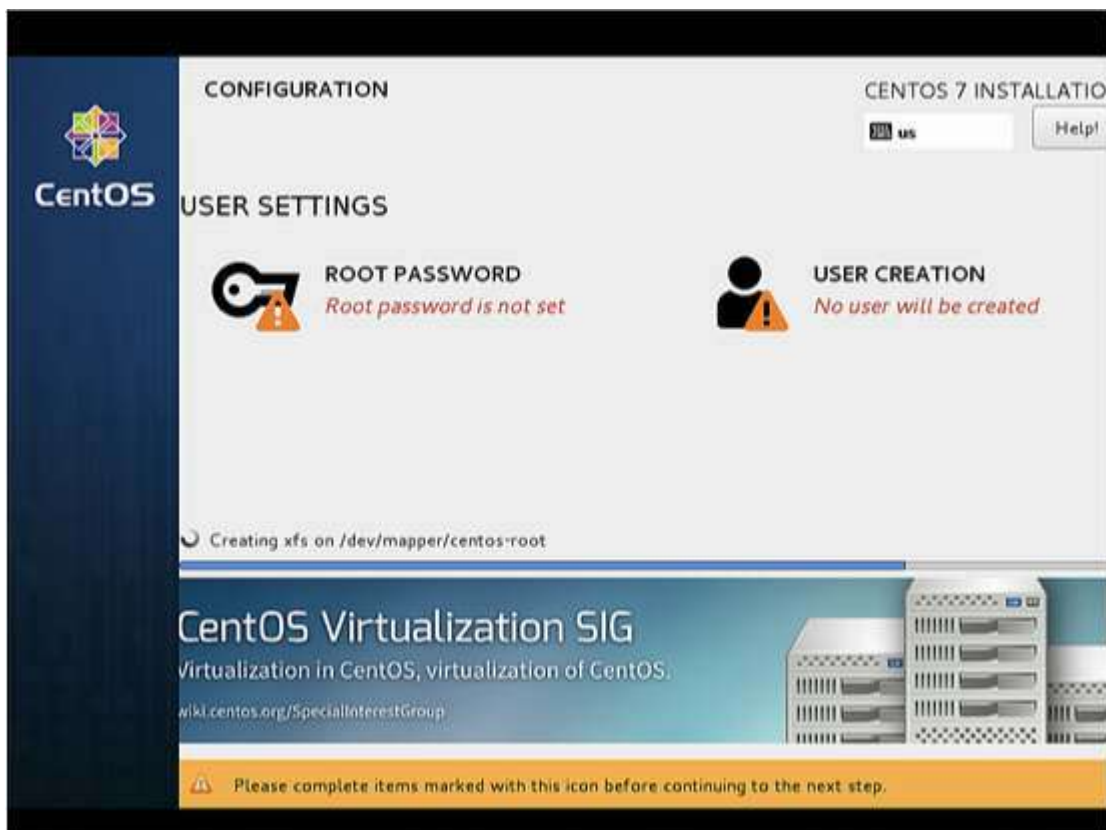 CONFIGURATION
CENTOS 7 INSTALLATIO
us
Help!
CentOS
USER SETTINGS
ROOT PASSWORD
Root password is not set
USER CREATION
No user will be created
Creating xfs on /dev/mapper/centos-root
CentOS Virtualization SIG
Virtualization in CentOS, virtualization of CentOS.
wiki.centos.org/SpecialInterestGroup
Please complete items marked with this icon before continuing to the next step.